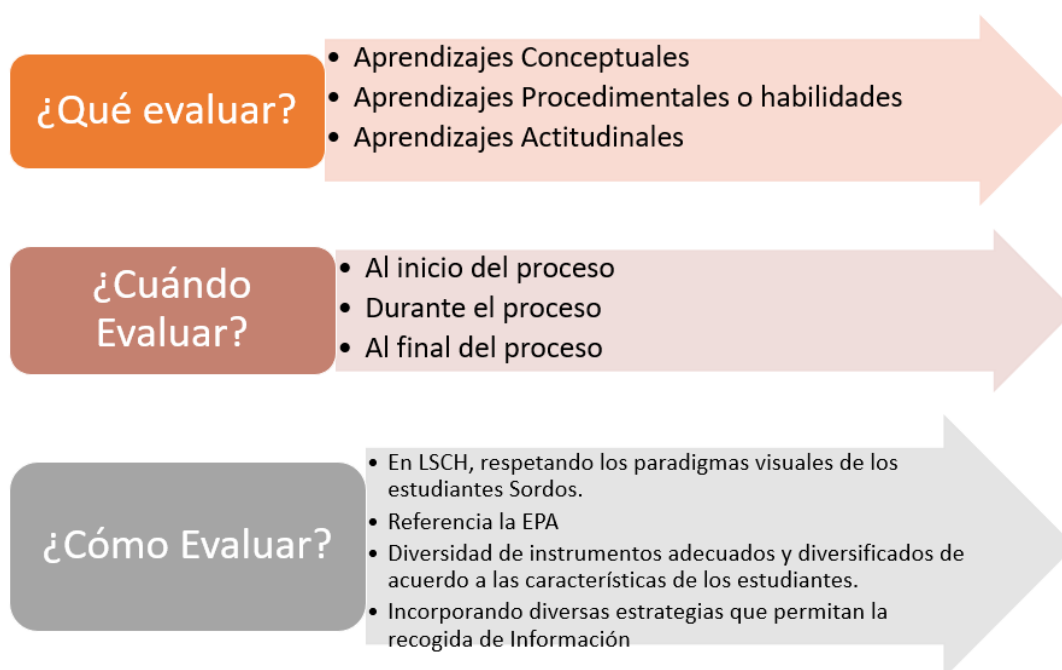 ¿Qué evaluar?
• Aprendizajes Conceptuales
• Aprendizajes Procedimentales o habilidades
• Aprendizajes Actitudinales
¿Cuándo
Evaluar?
• Al inicio del proceso
• Durante el proceso
• Al final del proceso
¿Cómo Evaluar?
• En LSCH, respetando los paradigmas visuales de los
estudiantes Sordos.
• Referencia la EPA
• Diversidad de instrumentos adecuados y diversificados de
acuerdo a las características de los estudiantes.
• Incorporando diversas estrategias que permitan la
recogida de Información